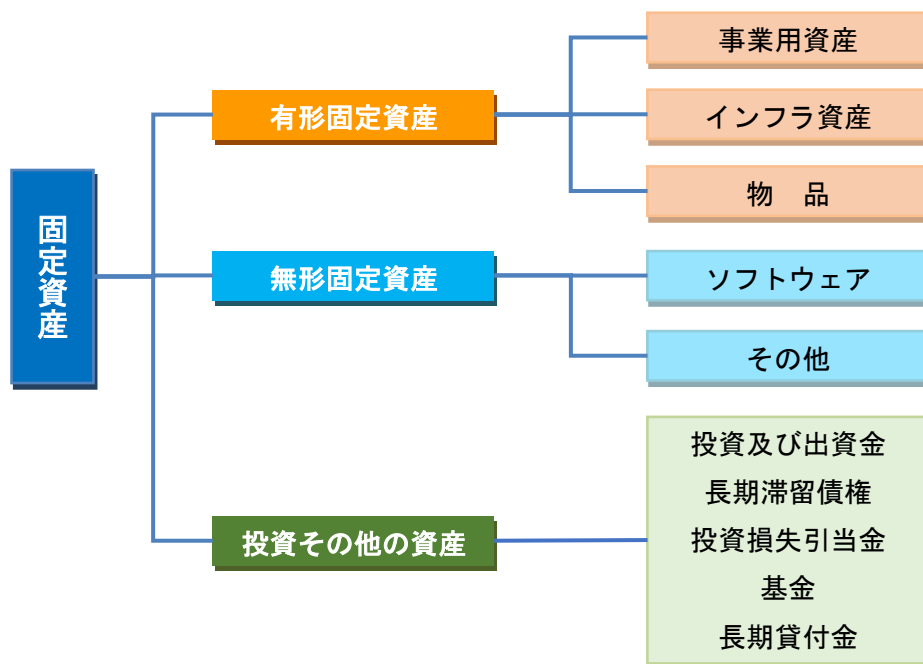 固定資産
有形固定資産
事業用資産
インフラ資産
物　品
無形固定資産
ソフトウェア
その他
投資その他の資産
投資及び出資金
長期滞留債権
投資損失引当金
基金
長期貸付金